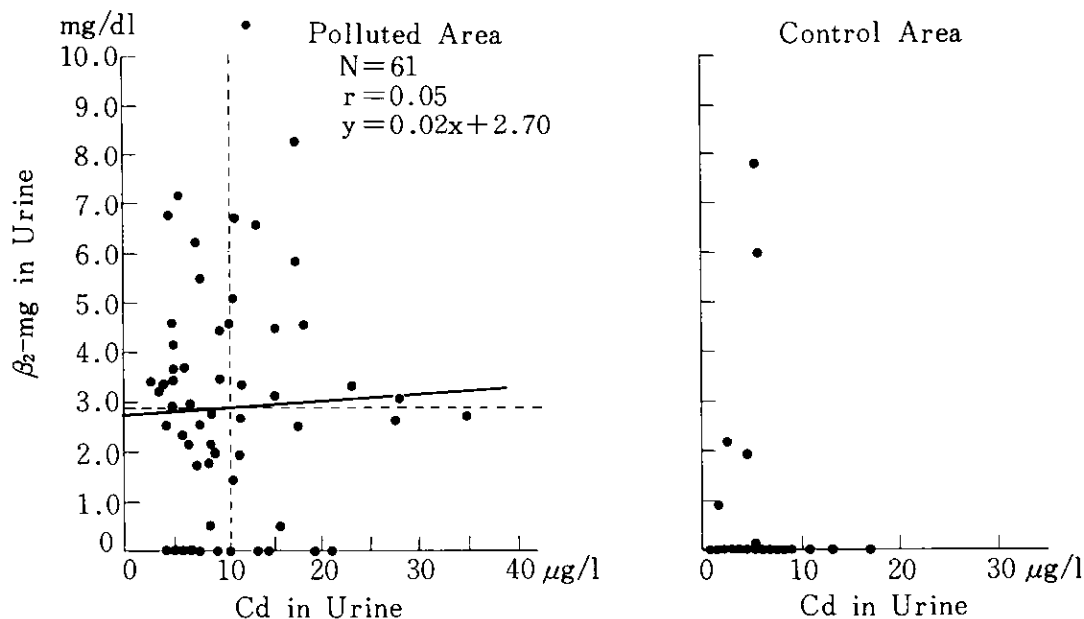 mg/dl
Polluted Area
N=61
r=0.05
y=0.02x+2.70
10.0
9.0
8.0
7.0
6.0
5.0
4.0
3.0
2.0
1.0
0
β₂-mg in Urine
0 10 20 30 40 μg/l
Cd in Urine
Control Area
0 10 20 30 μg/l
Cd in Urine